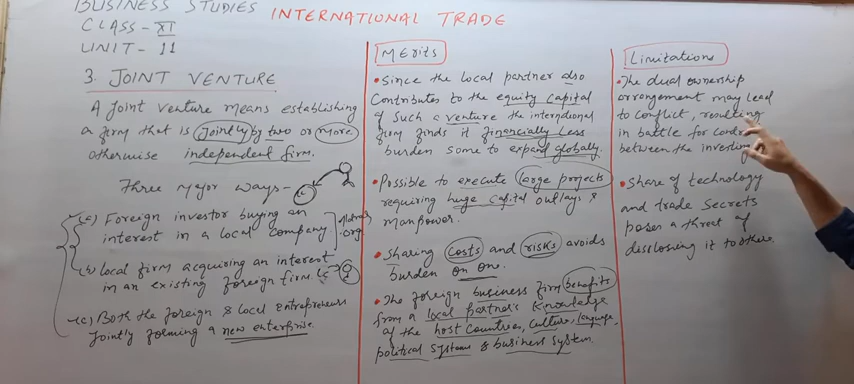 BUSINESS STUDIES
INTERNATIONAL TRADE
CLASS - XI
UNIT - 11
3. JOINT VENTURE
A Joint venture means establishing
a firm that is Jointly by two or more
otherwise independent firm.
Three Major ways -
(a) Foreign investor buying an
interest in a local company
(b) Local firm acquiring an interest
in an existing foreign firm.
(c) Both the foreign & local entrepreneurs
Jointly forming a new enterprise.
Merits
• Since the local partner also
contributes to the equity capital
of such a venture the international
firm finds it financially less
burden some to expand globally.
• Possible to execute large projects
requiring huge capital outlays &
manpower.
• Sharing costs and risks avoids
burden on one.
• The foreign business firm benefits
from a local partner's knowledge
of the host countries, culture, language,
political systems & business system.
Limitations
• The dual ownership
arrangement may lead
to conflict, resulting
in battle for
between the
• Share of technology
and trade secrets
poses a threat of
disclosing it to others.